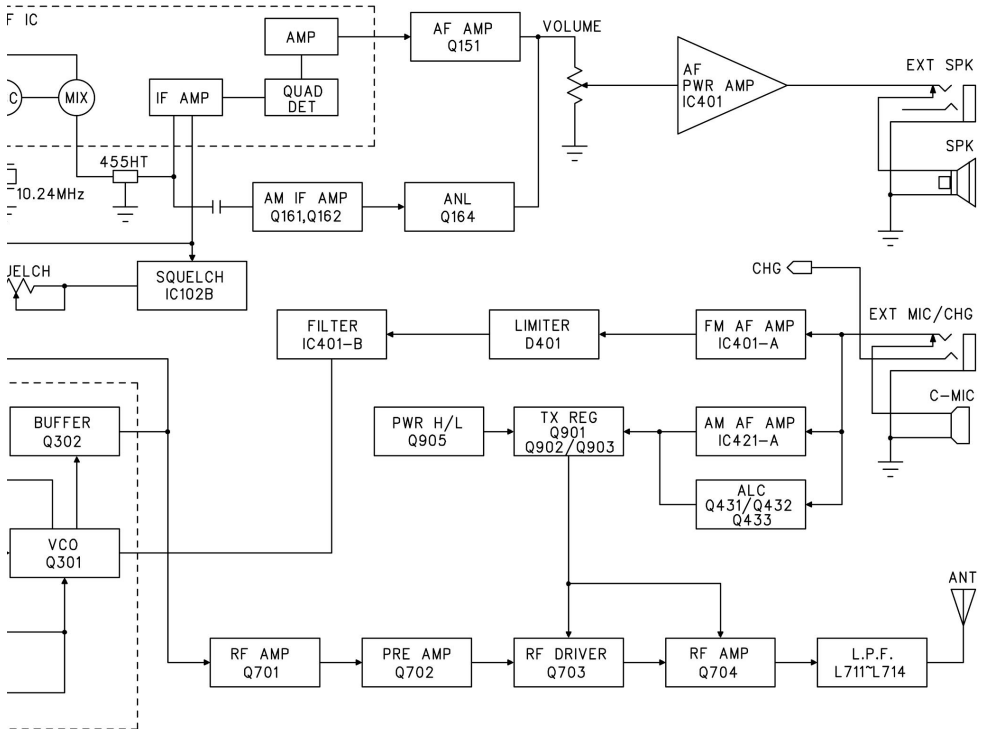 F IC
AMP
AF AMP
Q151
VOLUME
AF
PWR AMP
IC401
EXT SPK
C
MIX
IF AMP
QUAD
DET
SPK
455HT
10.24MHz
AM IF AMP
Q161,Q162
ANL
Q164
UELCH
SQUELCH
IC102B
CHG
FILTER
IC401-B
LIMITER
D401
FM AF AMP
IC401-A
EXT MIC/CHG
C-MIC
BUFFER
Q302
PWR H/L
Q905
TX REG
Q901
Q902/Q903
AM AF AMP
IC421-A
ALC
Q431/Q432
Q433
VCO
Q301
ANT
RF AMP
Q701
PRE AMP
Q702
RF DRIVER
Q703
RF AMP
Q704
L.P.F.
L711~L714